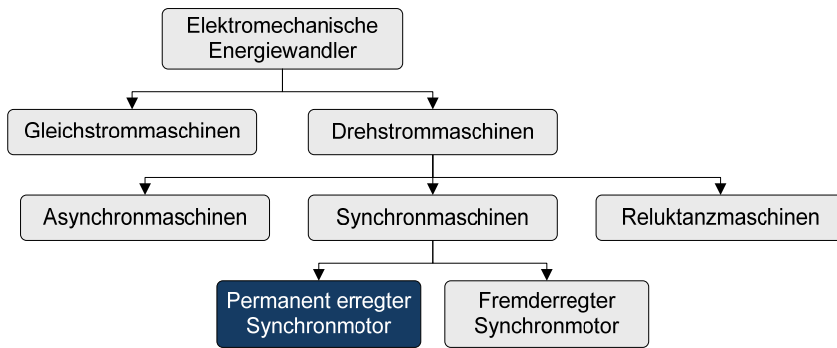 Elektromechanische
Energiewandler
Gleichstrommaschinen
Drehstrommaschinen
Asynchronmaschinen
Synchronmaschinen
Reluktanzmaschinen
Permanent erregter
Synchronmotor
Fremderregter
Synchronmotor